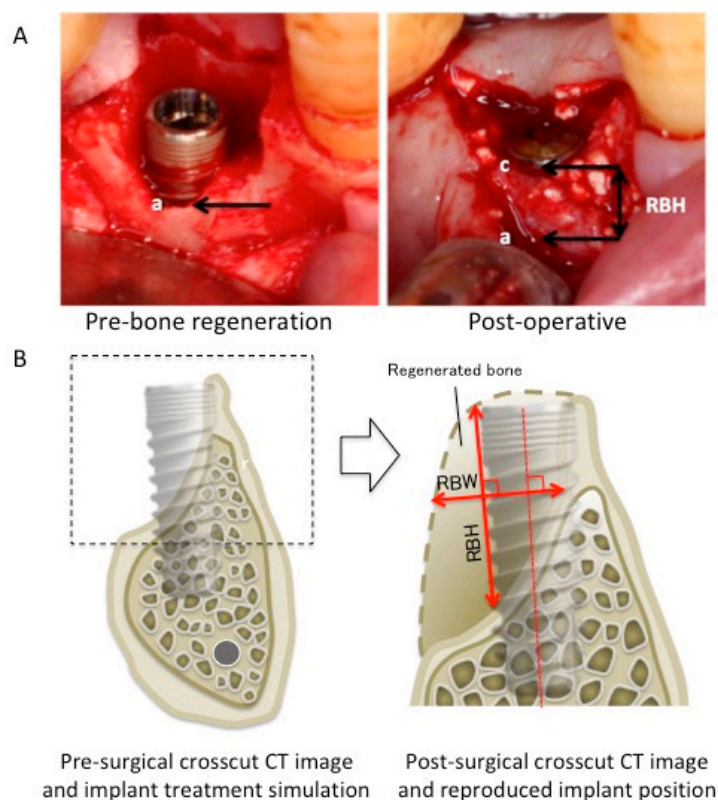 A
a
c
a
RBH
Pre-bone regeneration
Post-operative
B
Regenerated bone
RBW
RBH
Pre-surgical crosscut CT image
and implant treatment simulation
Post-surgical crosscut CT image
and reproduced implant position